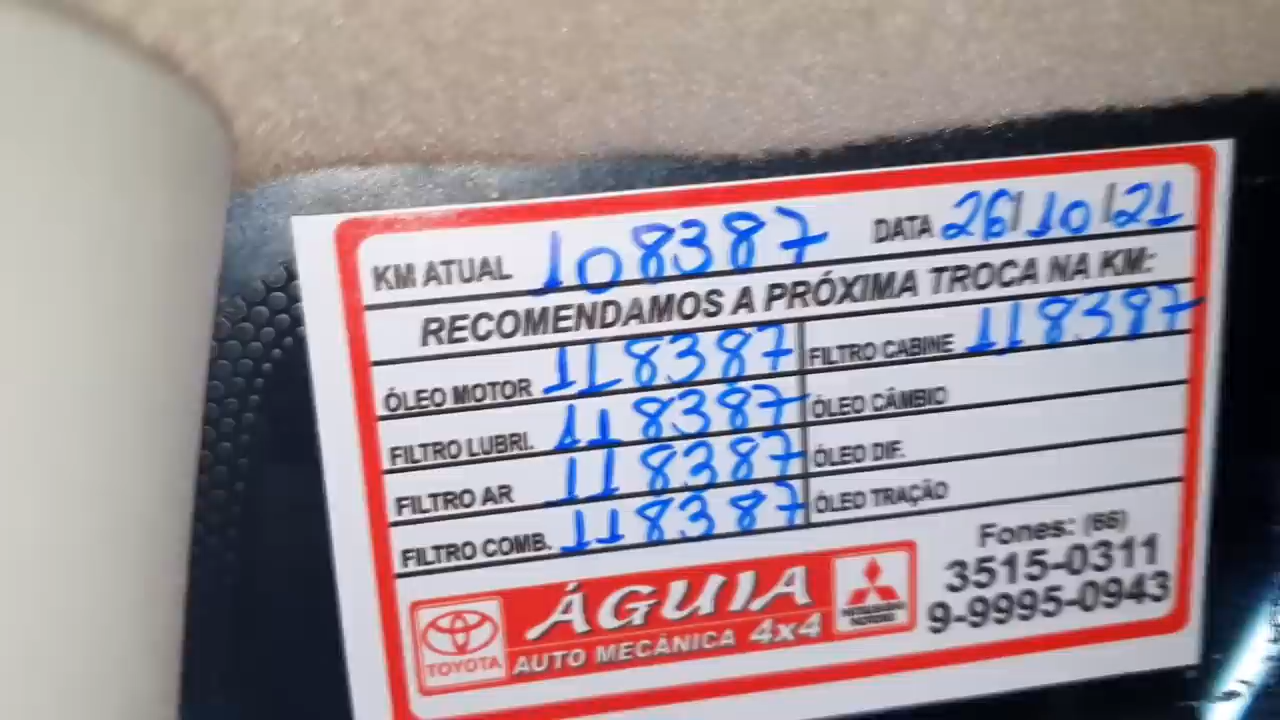 KM ATUAL 108387 DATA 26/10/21
RECOMENDAMOS A PRÓXIMA TROCA NA KM:
ÓLEO MOTOR 118387 FILTRO CABINE 118387
FILTRO LUBRI. 118387 ÓLEO CÂMBIO
FILTRO AR 118387 ÓLEO DIF.
FILTRO COMB. 118387 ÓLEO TRAÇÃO
Fones: (66)
3515-0311
9-9995-0943
TOYOTA
ÁGUIA
AUTO MECÂNICA 4x4
MITSUBISHI
MOTORS